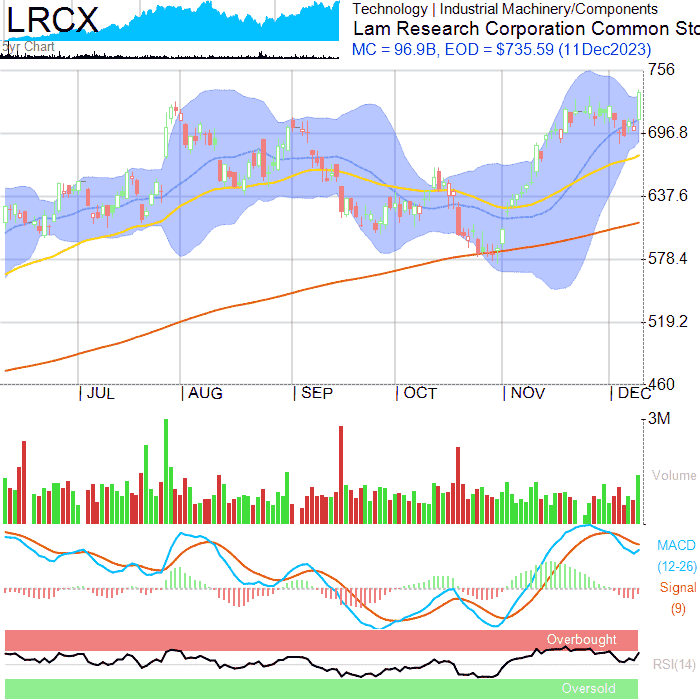 LRCX
5yr Chart
Technology | Industrial Machinery/Components
Lam Research Corporation Common Sto
MC = 96.9B, EOD = $735.59 (11Dec2023)
756
696.8
637.6
578.4
519.2
460
JUL
AUG
SEP
OCT
NOV
DEC
3M
Volume
MACD
(12-26)
Signal
(9)
Overbought
RSI(14)
Oversold